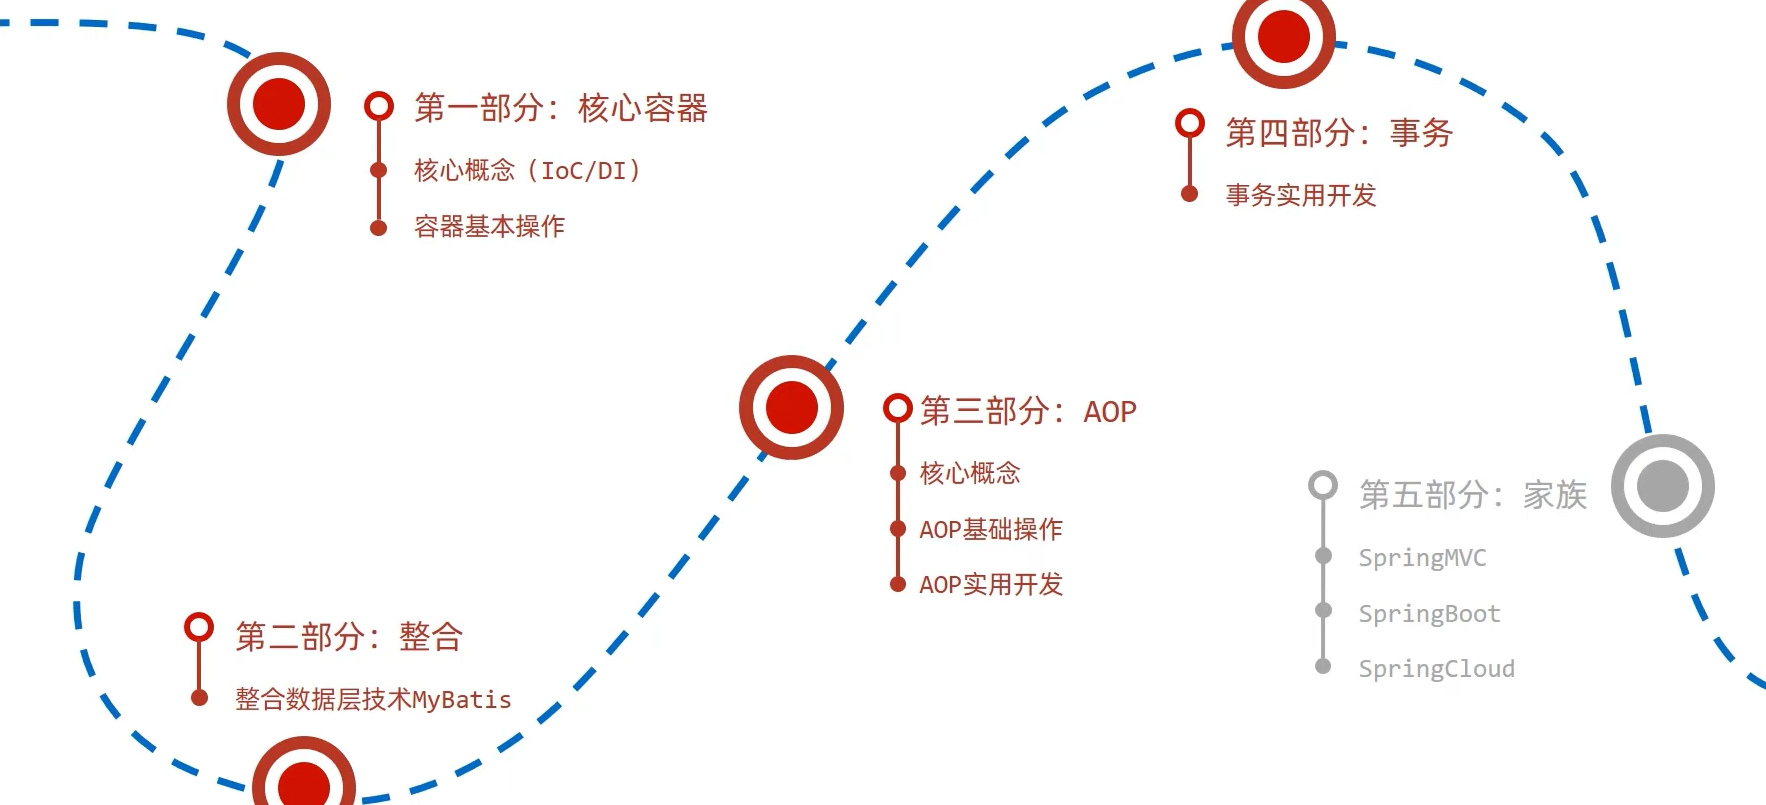 第一部分：核心容器
核心概念（IoC/DI）
容器基本操作
第二部分：整合
整合数据层技术MyBatis
第三部分：AOP
核心概念
AOP基础操作
AOP实用开发
第四部分：事务
事务实用开发
第五部分：家族
SpringMVC
SpringBoot
SpringCloud